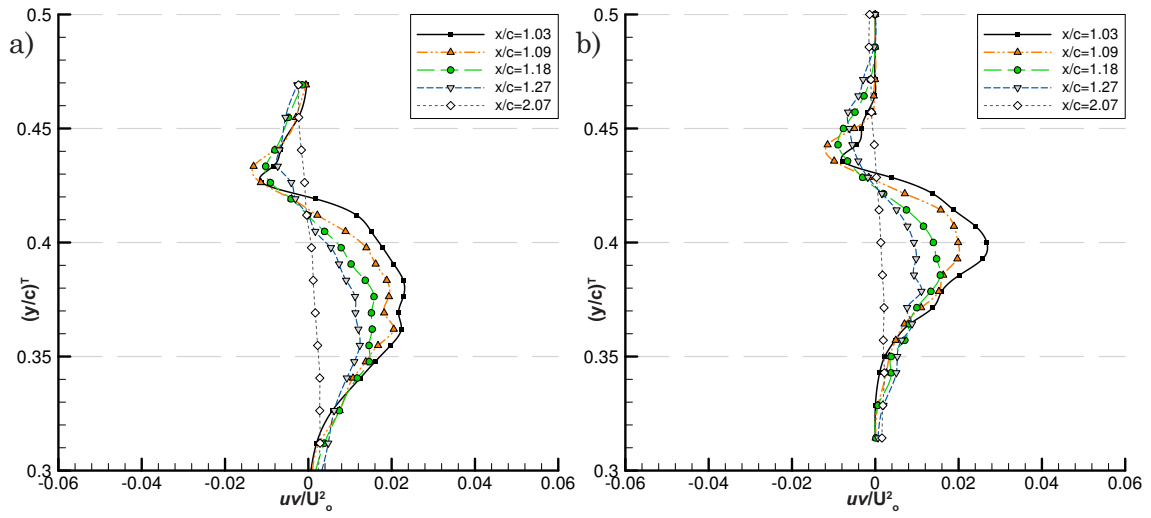 a)
0.5
0.45
0.4
0.35
0.3
(y/c)ᵀ
-0.06
-0.04
-0.02
0
0.02
0.04
0.06
uv/U²ₒ
x/c=1.03
x/c=1.09
x/c=1.18
x/c=1.27
x/c=2.07
b)
0.5
0.45
0.4
0.35
0.3
(y/c)ᵀ
-0.06
-0.04
-0.02
0
0.02
0.04
0.06
uv/U²ₒ
x/c=1.03
x/c=1.09
x/c=1.18
x/c=1.27
x/c=2.07